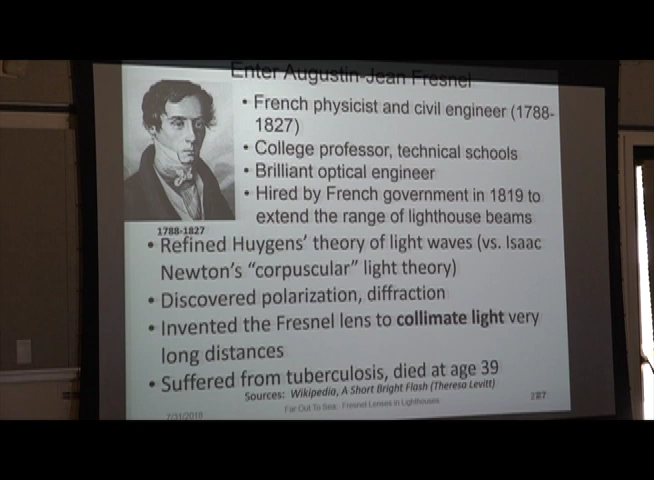 Enter Augustin-Jean Fresnel
• French physicist and civil engineer (1788-
1827)
• College professor, technical schools
• Brilliant optical engineer
• Hired by French government in 1819 to
extend the range of lighthouse beams
1788-1827
• Refined Huygens' theory of light waves (vs. Isaac
Newton's "corpuscular" light theory)
• Discovered polarization, diffraction
• Invented the Fresnel lens to collimate light very
long distances
• Suffered from tuberculosis, died at age 39
Sources: Wikipedia, A Short Bright Flash (Theresa Levitt)
7/31/2018
Far Out To Sea: Fresnel Lenses in Lighthouses